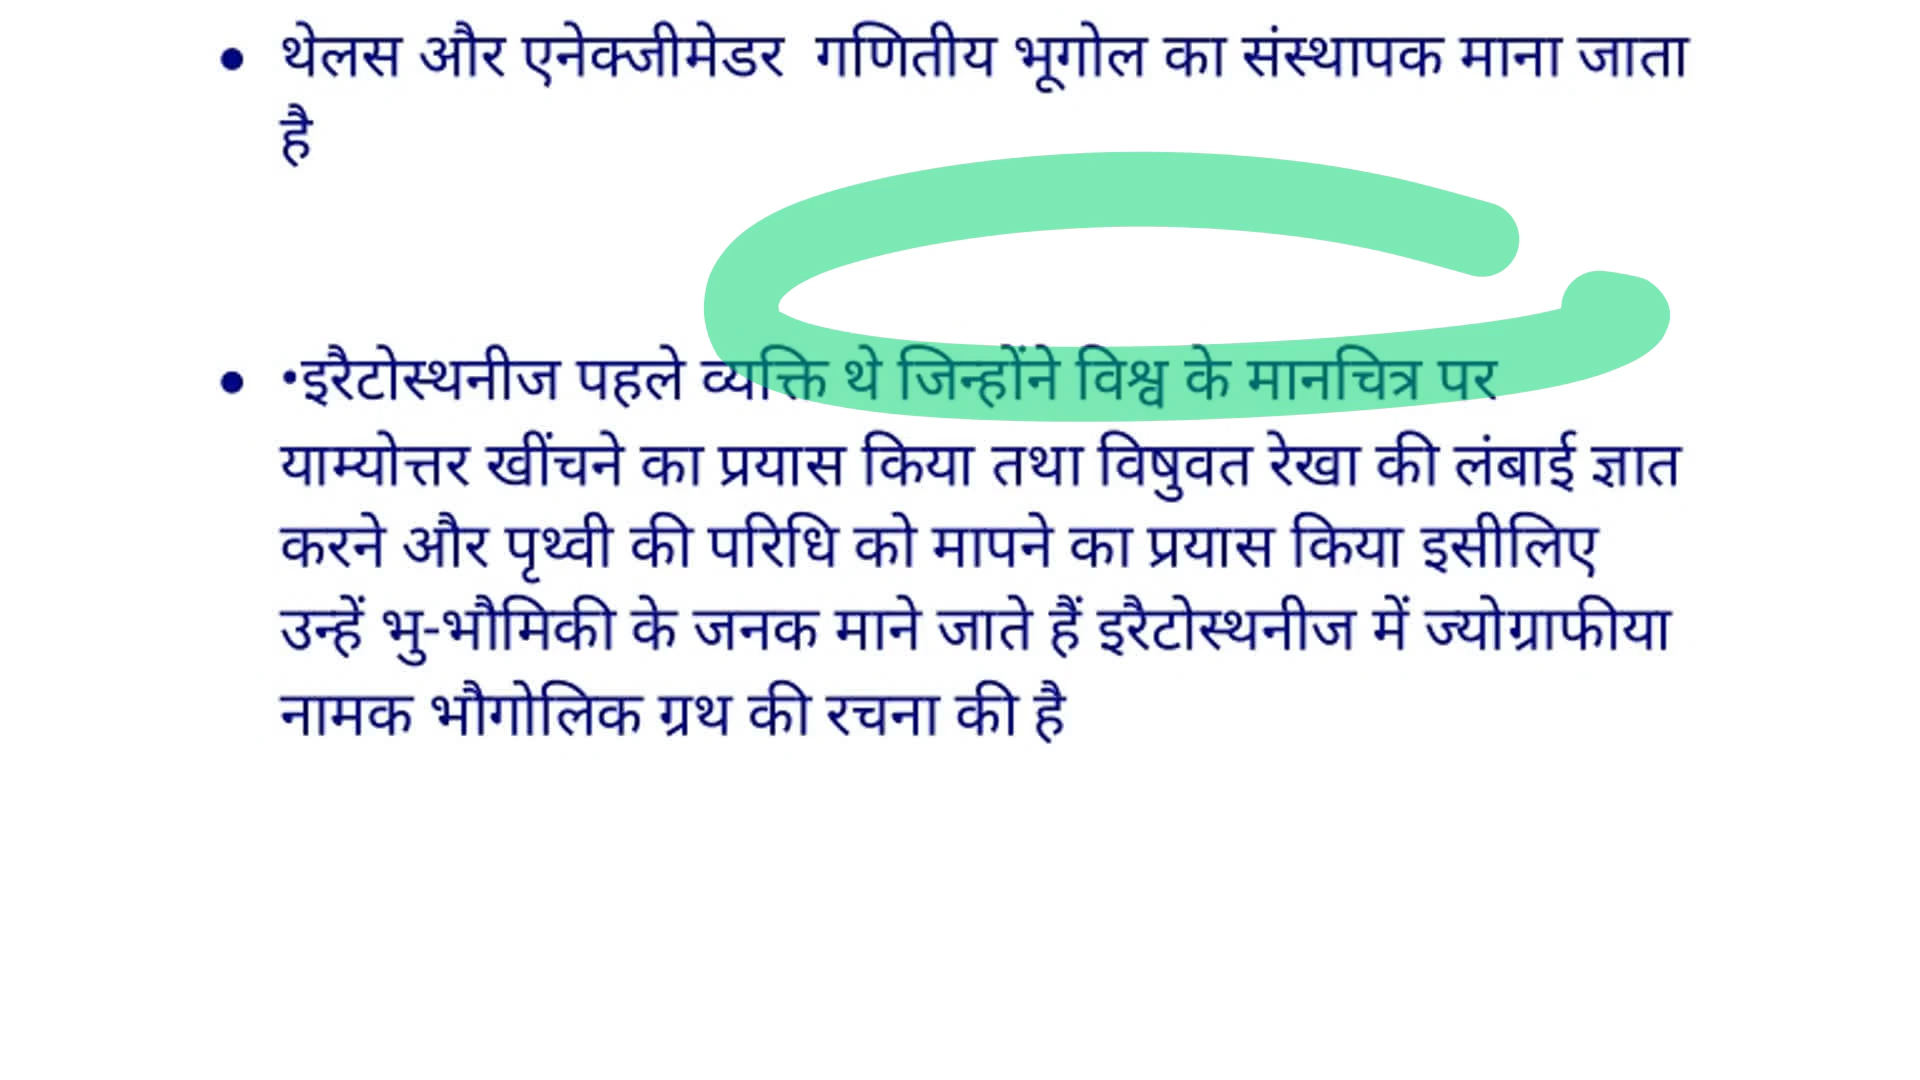 • थेलस और एनेक्जीमेडर गणितीय भूगोल का संस्थापक माना जाता
है
• •इरैटोस्थनीज पहले व्यक्ति थे जिन्होंने विश्व के मानचित्र पर
याम्योत्तर खींचने का प्रयास किया तथा विषुवत रेखा की लंबाई ज्ञात
करने और पृथ्वी की परिधि को मापने का प्रयास किया इसीलिए
उन्हें भु-भौमिकी के जनक माने जाते हैं इरैटोस्थनीज में ज्योग्राफीया
नामक भौगोलिक ग्रथ की रचना की है